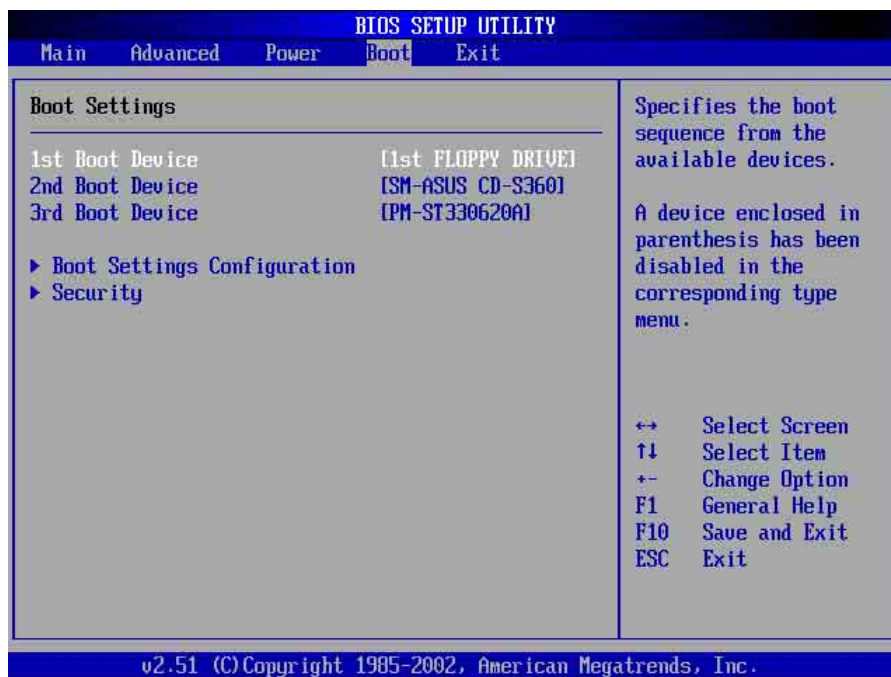 BIOS SETUP UTILITY
Main Advanced Power Boot Exit
Boot Settings
1st Boot Device [1st FLOPPY DRIVE]
2nd Boot Device [SM-ASUS CD-S360]
3rd Boot Device [PM-ST330620A]
▶ Boot Settings Configuration
▶ Security
Specifies the boot
sequence from the
available devices.
A device enclosed in
parenthesis has been
disabled in the
corresponding type
menu.
↔ Select Screen
↑↓ Select Item
+- Change Option
F1 General Help
F10 Save and Exit
ESC Exit
v2.51 (C)Copyright 1985-2002, American Megatrends, Inc.